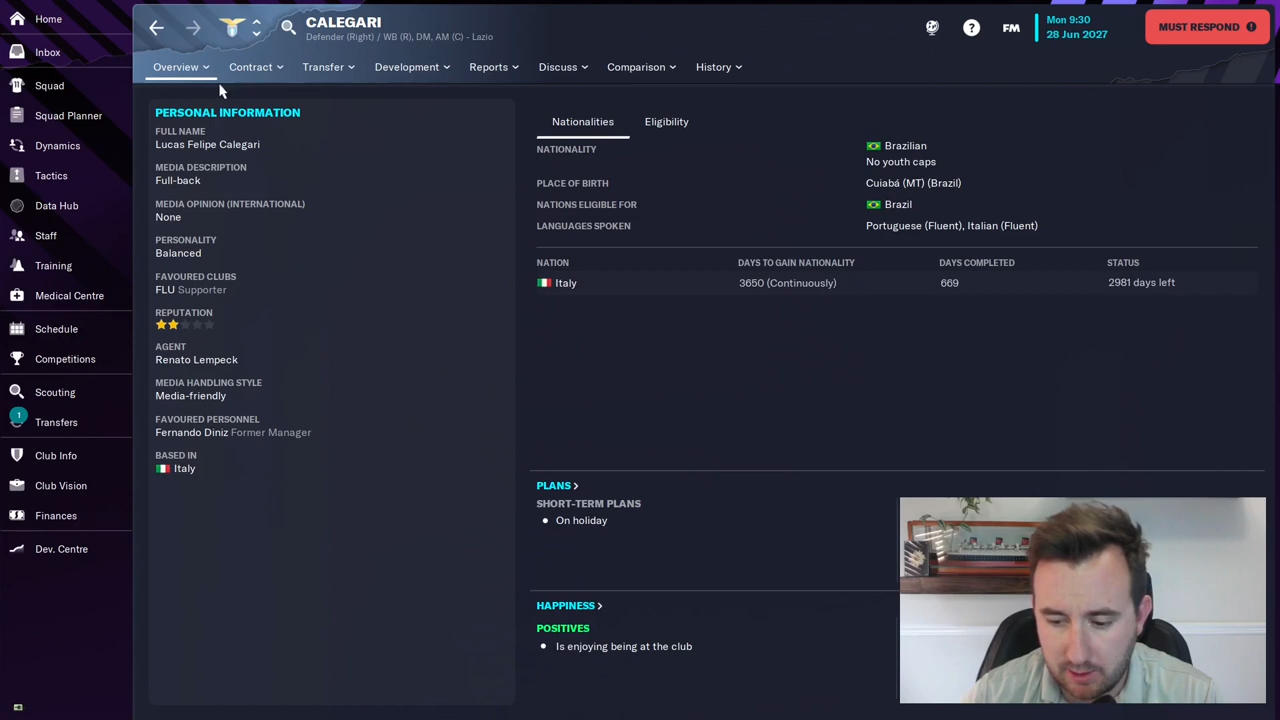 Home
Inbox
Squad
Squad Planner
Dynamics
Tactics
Data Hub
Staff
Training
Medical Centre
Schedule
Competitions
Scouting
1
Transfers
Club Info
Club Vision
Finances
Dev. Centre
CALEGARI
Defender (Right) / WB (R), DM, AM (C) - Lazio
?
FM
Mon 9:30
28 Jun 2027
MUST RESPOND
Overview
Contract
Transfer
Development
Reports
Discuss
Comparison
History
PERSONAL INFORMATION
FULL NAME
Lucas Felipe Calegari
MEDIA DESCRIPTION
Full-back
MEDIA OPINION (INTERNATIONAL)
None
PERSONALITY
Balanced
FAVOURED CLUBS
FLU Supporter
REPUTATION
AGENT
Renato Lempeck
MEDIA HANDLING STYLE
Media-friendly
FAVOURED PERSONNEL
Fernando Diniz Former Manager
BASED IN
Italy
Nationalities
Eligibility
NATIONALITY
Brazilian
No youth caps
PLACE OF BIRTH
Cuiabá (MT) (Brazil)
NATIONS ELIGIBLE FOR
Brazil
LANGUAGES SPOKEN
Portuguese (Fluent), Italian (Fluent)
NATION DAYS TO GAIN NATIONALITY DAYS COMPLETED STATUS
Italy 3650 (Continuously) 669 2981 days left
PLANS
SHORT-TERM PLANS
On holiday
HAPPINESS
POSITIVES
Is enjoying being at the club